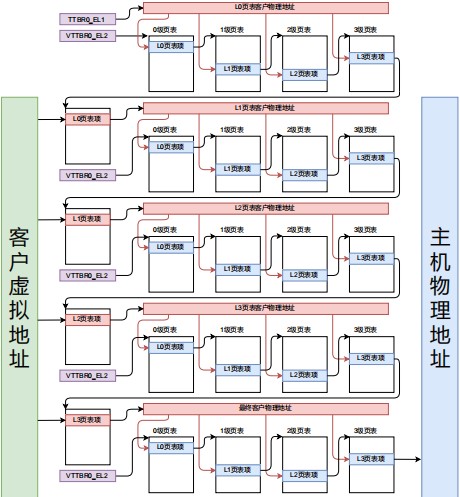 L0页表客户物理地址
TTBR0_EL1
VTTBR0_EL2
0级页表
1级页表
2级页表
3级页表
L0页表项
L1页表项
L2页表项
L3页表项
L1页表客户物理地址
L0页表项
0级页表
1级页表
2级页表
3级页表
L0页表项
L1页表项
L2页表项
L3页表项
VTTBR0_EL2
L2页表客户物理地址
L1页表项
0级页表
1级页表
2级页表
3级页表
L0页表项
L1页表项
L2页表项
L3页表项
VTTBR0_EL2
客户虚拟地址
主机物理地址
L3页表客户物理地址
L2页表项
0级页表
1级页表
2级页表
3级页表
L0页表项
L1页表项
L2页表项
L3页表项
VTTBR0_EL2
最终客户物理地址
L3页表项
0级页表
1级页表
2级页表
3级页表
L0页表项
L1页表项
L2页表项
L3页表项
VTTBR0_EL2